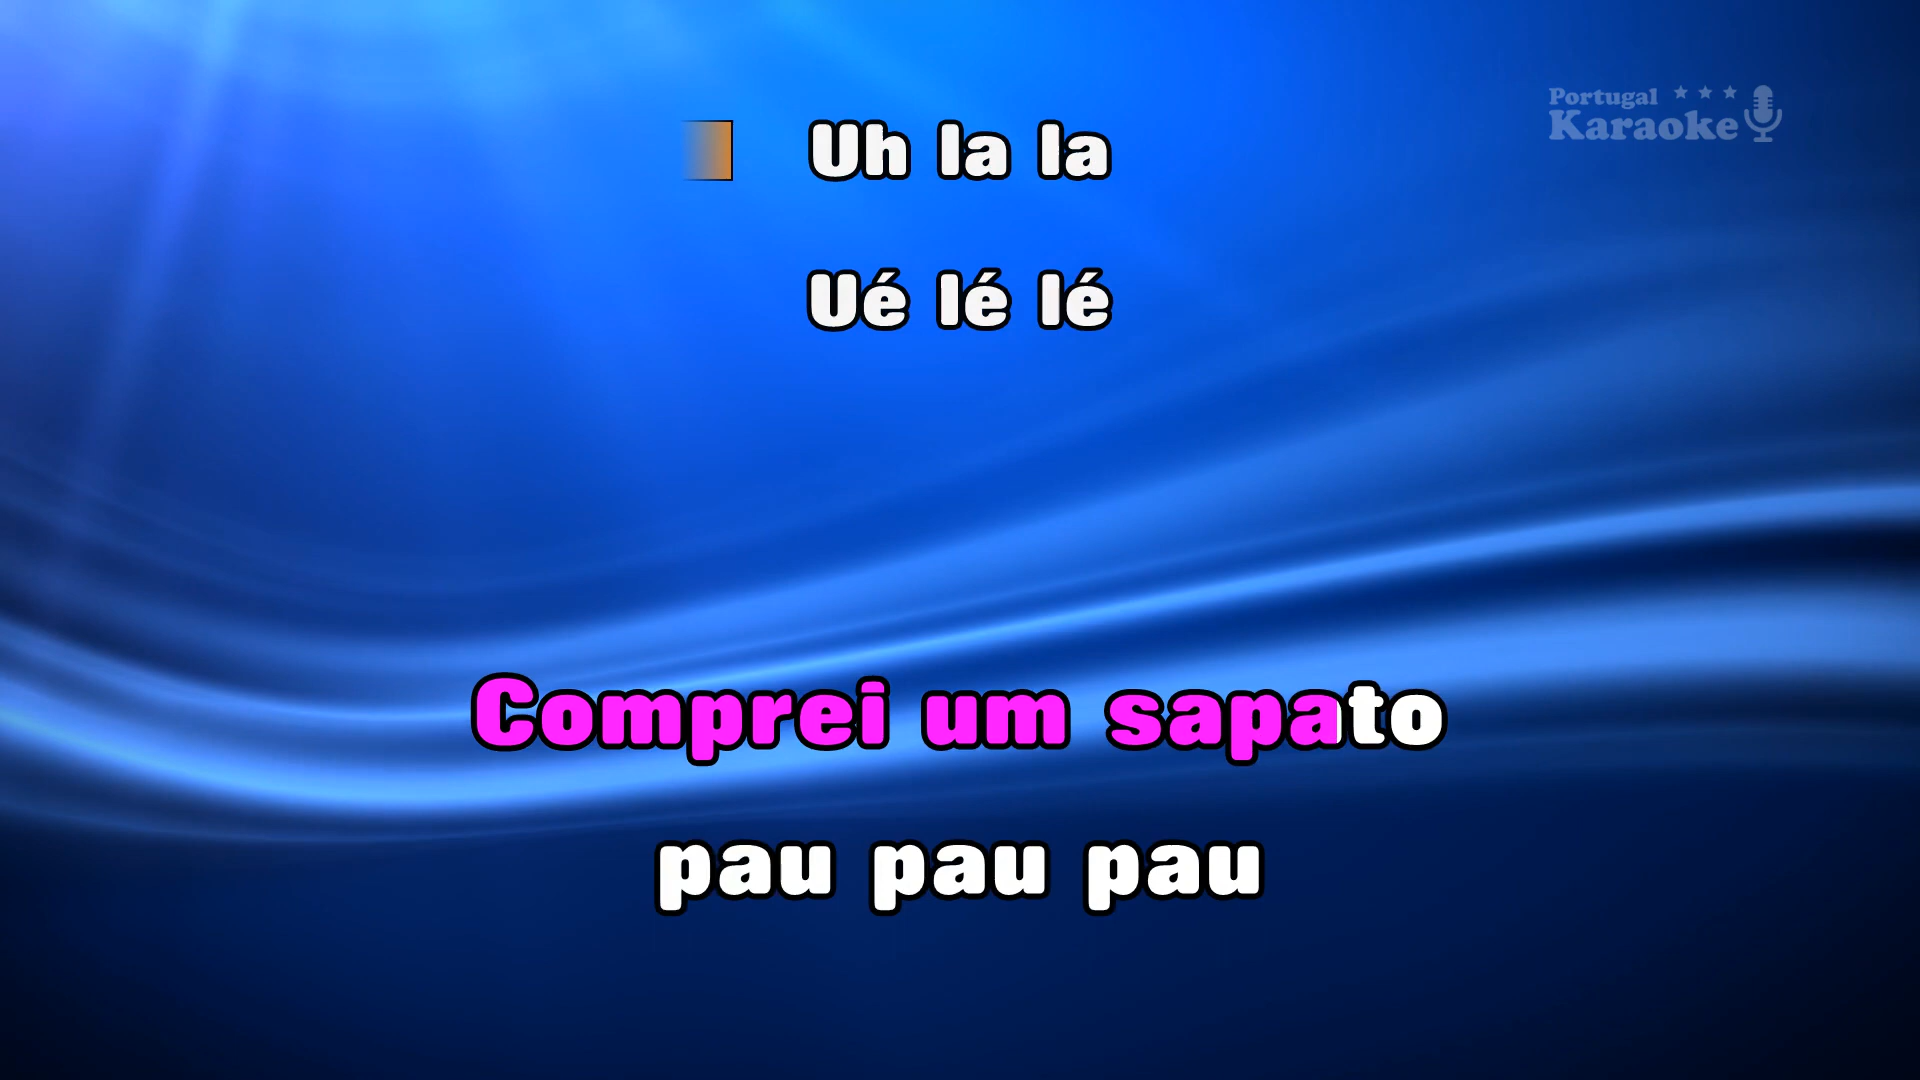 Portugal
Karaoke
Uh la la
Ué lé lé
Comprei um sapato
pau pau pau